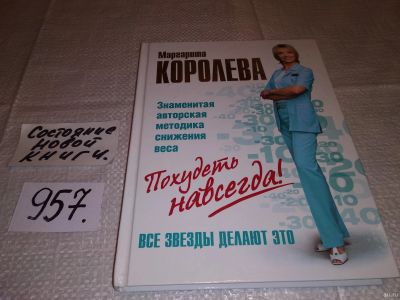 Маргарита
КОРОЛЕВА
Знаменитая
авторская
методика
снижения
веса
Похудеть
навсегда!
ВСЕ ЗВЕЗДЫ ДЕЛАЮТ ЭТО
Состояние
новой
книги.
957.